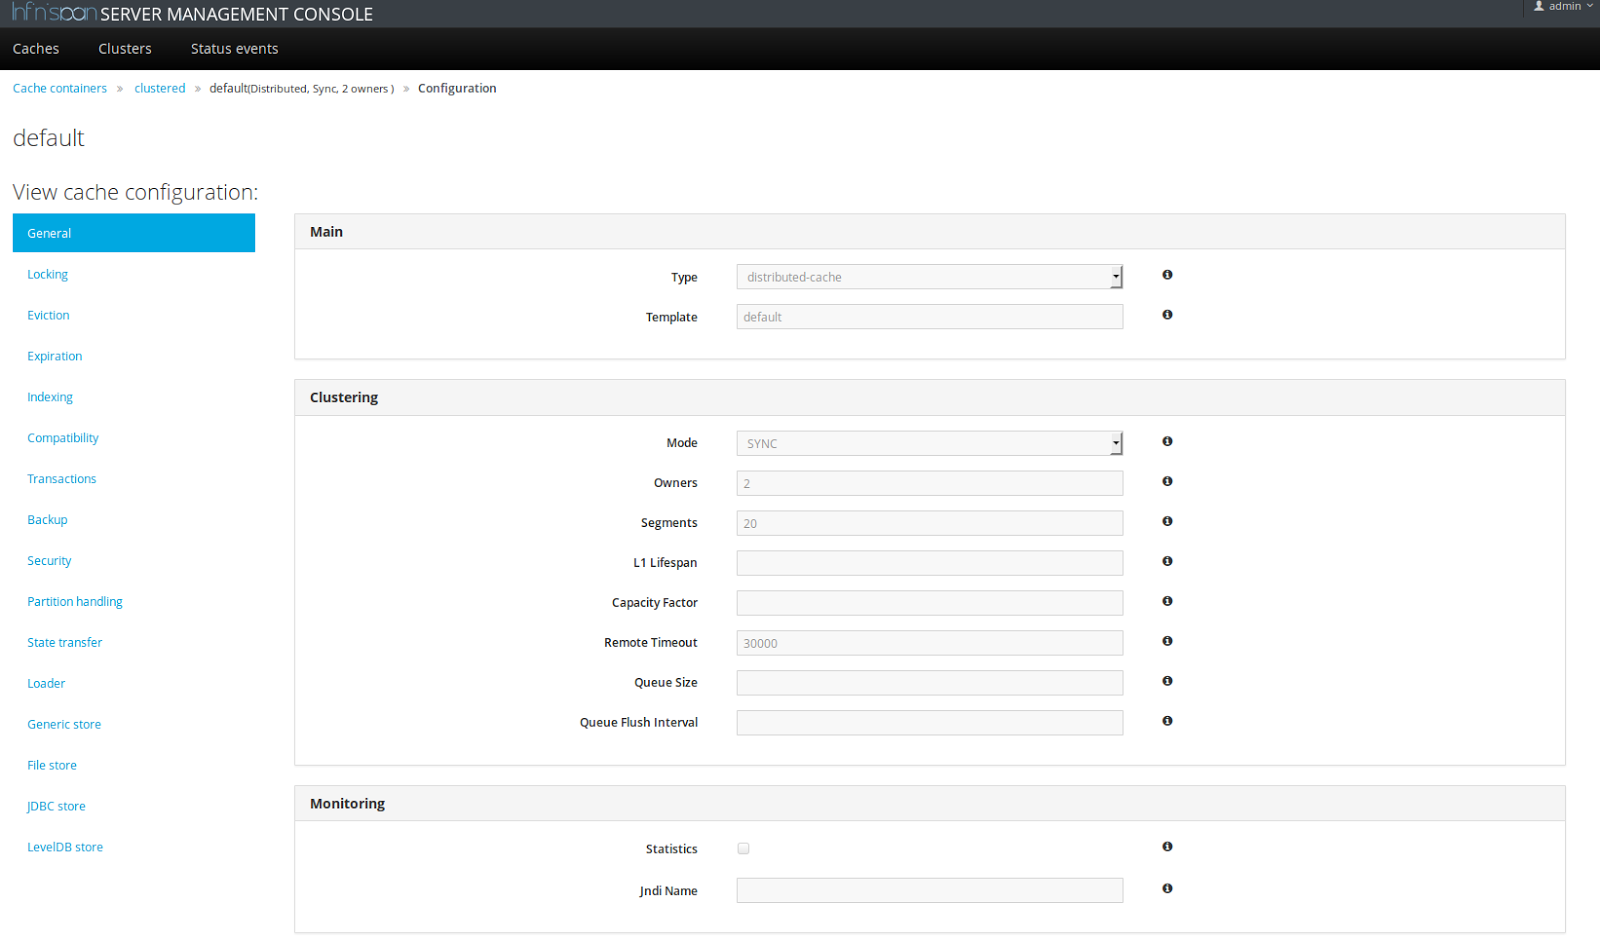 Infinispan SERVER MANAGEMENT CONSOLE
admin
Caches Clusters Status events
Cache containers » clustered » default(Distributed, Sync, 2 owners ) » Configuration
default
View cache configuration:
General
Locking
Eviction
Expiration
Indexing
Compatibility
Transactions
Backup
Security
Partition handling
State transfer
Loader
Generic store
File store
JDBC store
LevelDB store
Main
Type distributed-cache
Template default
Clustering
Mode SYNC
Owners 2
Segments 20
L1 Lifespan
Capacity Factor
Remote Timeout 30000
Queue Size
Queue Flush Interval
Monitoring
Statistics
Jndi Name